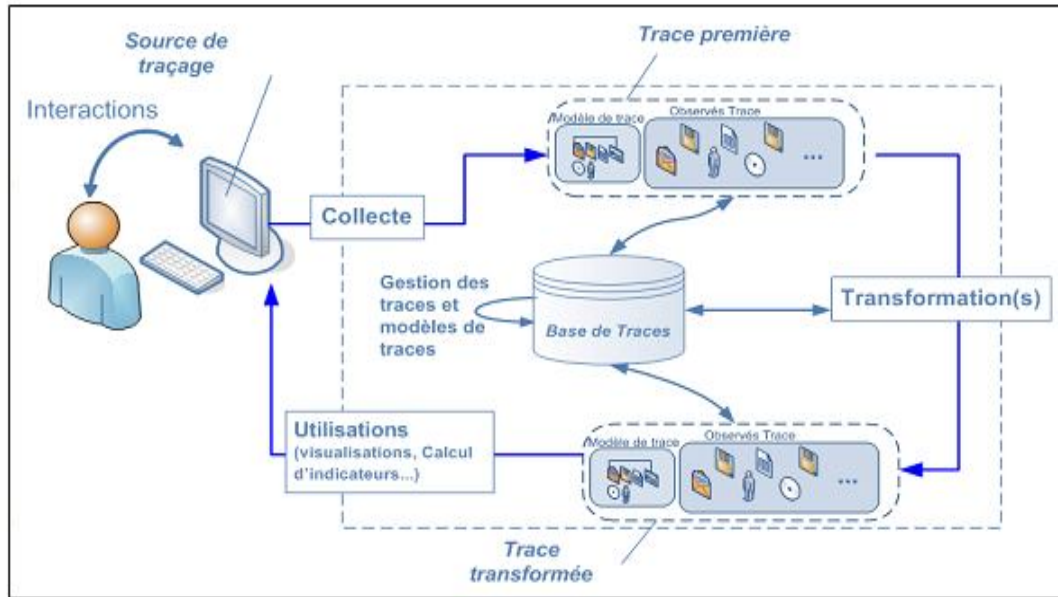 Source de
traçage
Trace première
Interactions
Modèle de trace
Observés Trace
...
Collecte
Gestion des
traces et
modèles de
traces
Base de Traces
Transformation(s)
Utilisations
(visualisations, Calcul
d'indicateurs...)
Modèle de trace
Observés Trace
...
Trace
transformée